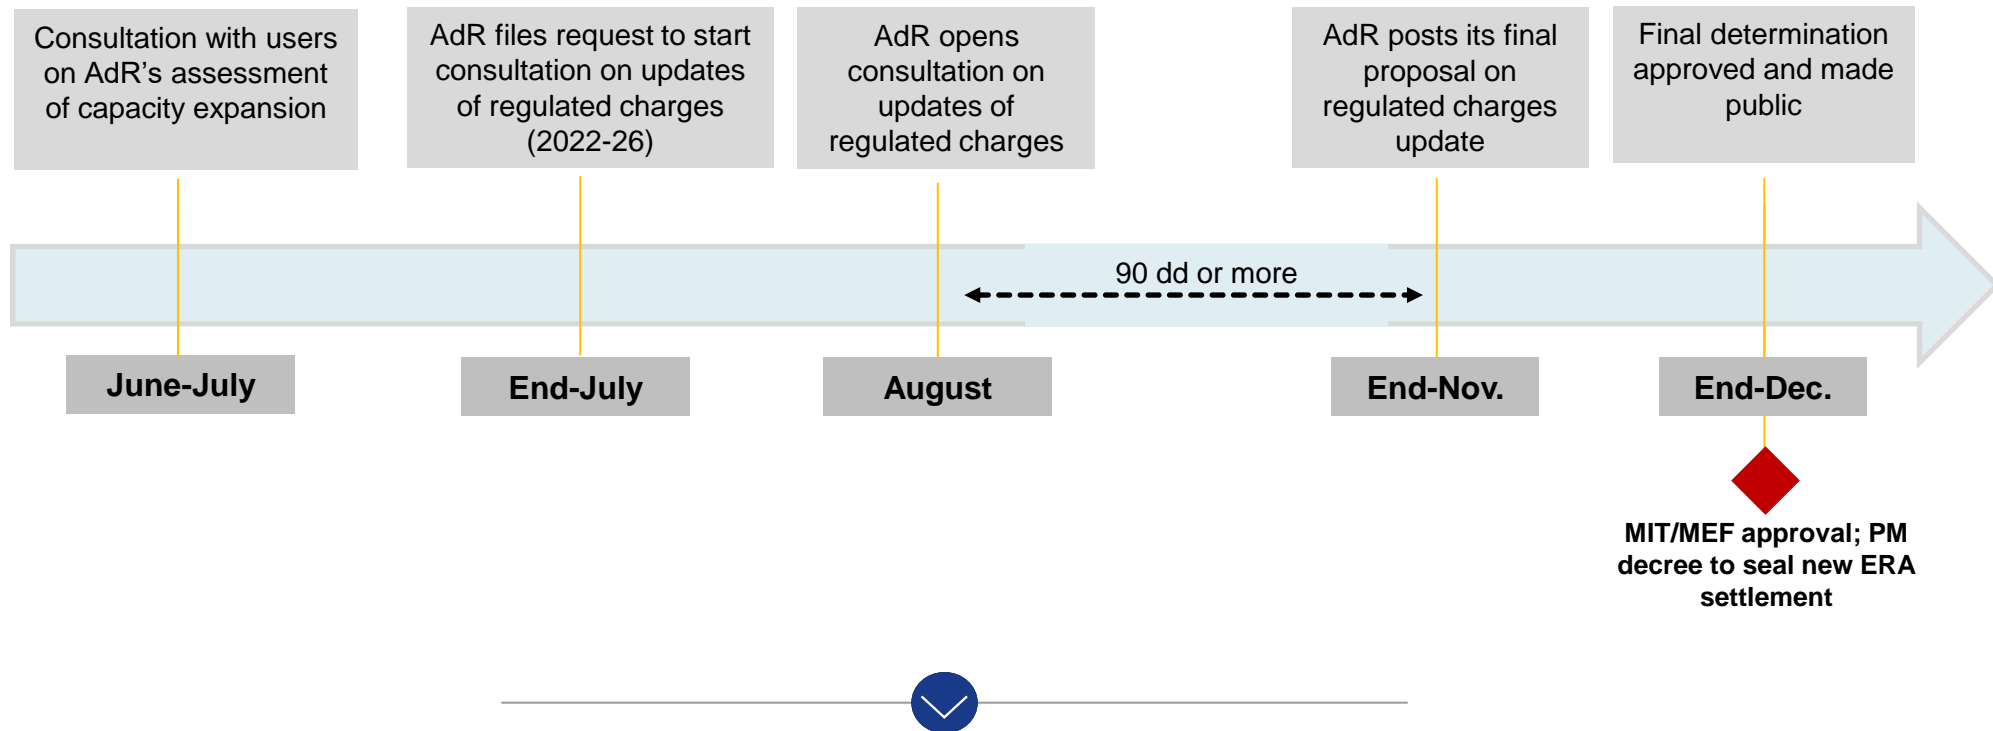 Consultation with users
on AdR's assessment
of capacity expansion
AdR files request to start
consultation on updates
of regulated charges
(2022-26)
AdR opens
consultation on
updates of
regulated charges
AdR posts its final
proposal on
regulated charges
update
Final determination
approved and made
public
90 dd or more
June-July
End-July
August
End-Nov.
End-Dec.
MIT/MEF approval; PM
decree to seal new ERA
settlement